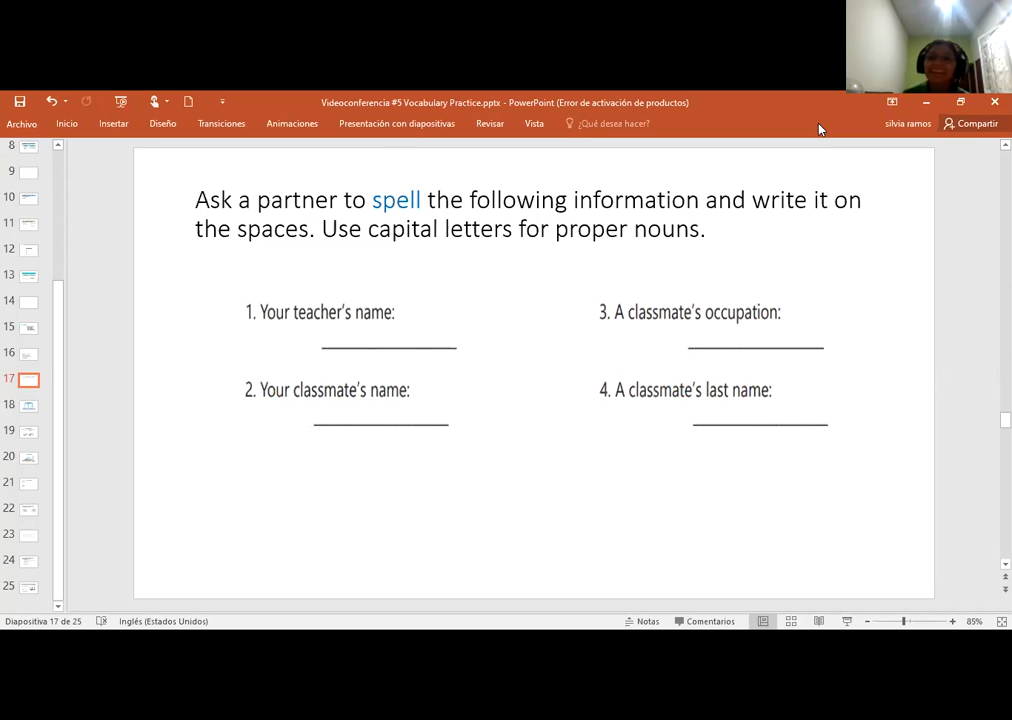 Videoconferencia #5 Vocabulary Practice.pptx - PowerPoint (Error de activación de productos)
Archivo Inicio Insertar Diseño Transiciones Animaciones Presentación con diapositivas Revisar Vista ¿Qué desea hacer? silvia ramos Compartir
8
9
10
11
12
13
14
15
16
17
18
19
20
21
22
23
24
25
Ask a partner to spell the following information and write it on
the spaces. Use capital letters for proper nouns.
1. Your teacher's name:
3. A classmate's occupation:
2. Your classmate's name:
4. A classmate's last name:
Diapositiva 17 de 25 Inglés (Estados Unidos) Notas Comentarios 85%